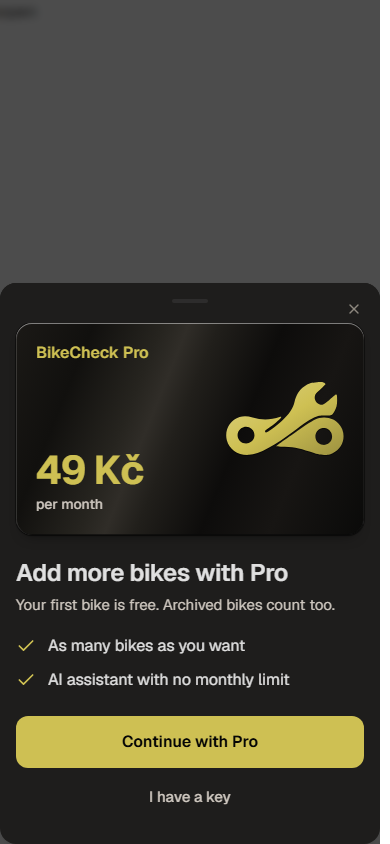 BikeCheck Pro
49 Kč
per month
Add more bikes with Pro
Your first bike is free. Archived bikes count too.
As many bikes as you want
AI assistant with no monthly limit
Continue with Pro
I have a key